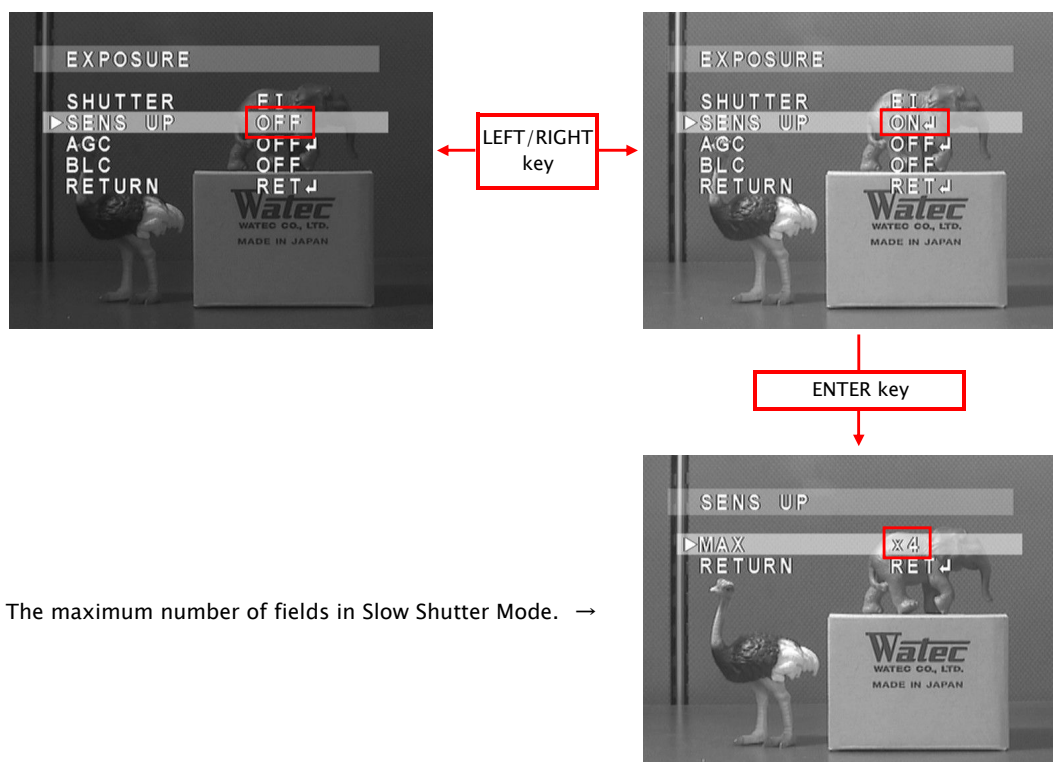 EXPOSURE
SHUTTER EI
▷SENS UP OFF
AGC OFF↲
BLC OFF
RETURN RET↲
Watec
WATEC CO., LTD.
MADE IN JAPAN
LEFT/RIGHT
key
EXPOSURE
SHUTTER EI
▷SENS UP ON↲
AGC OFF↲
BLC OFF
RETURN RET↲
Watec
WATEC CO., LTD.
MADE IN JAPAN
ENTER key
SENS UP
▷MAX x4
RETURN RET↲
The maximum number of fields in Slow Shutter Mode. →
Watec
WATEC CO., LTD.
MADE IN JAPAN